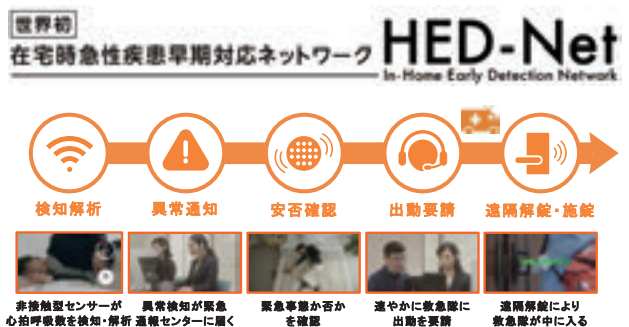 世界初
在宅時急性疾患早期対応ネットワーク HED-Net
In-Home Early Detection Network
検知解析 異常通知 安否確認 出動要請 遠隔解錠・施錠
非接触型センサーが
心拍呼吸数を検知・解析
異常検知が緊急
通報センターに届く
緊急事態か否か
を確認
速やかに救急隊に
出動を要請
遠隔解錠により
救急隊が中に入る